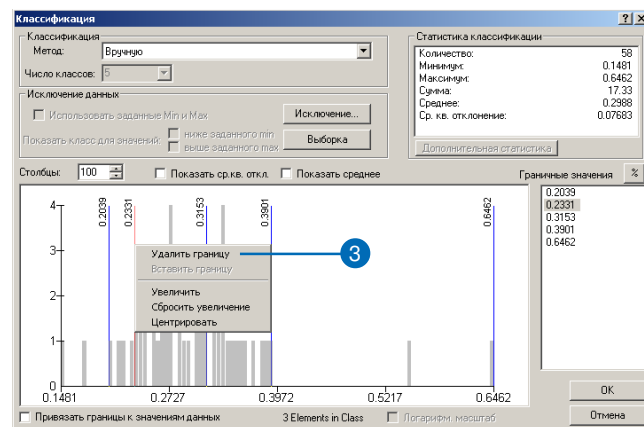 Классификация
Классификация
Метод: Вручную
Число классов: 5
Исключение данных
Использовать заданные Min и Max
Исключение...
Показать класс для значений:
ниже заданного min
выше заданного max
Выборка
Статистика классификации
Количество: 58
Минимум: 0.1481
Максимум: 0.6462
Сумма: 17.33
Среднее: 0.2988
Ср. кв. отклонение: 0.07683
Дополнительная статистика
Столбцы: 100
Показать ср.кв. откл.
Показать среднее
Граничные значения %
0.2039
0.2331
0.3153
0.3901
0.6462
4
3
2
1
0
0.2039
0.2331
0.3153
0.3901
0.6462
Удалить границу
3
Вставить границу
Увеличить
Сбросить увеличение
Центрировать
0.1481 0.2727 0.3972 0.5217 0.6462
OK
Привязать границы к значениям данных
3 Elements in Class
Логарифм. масштаб
Отмена